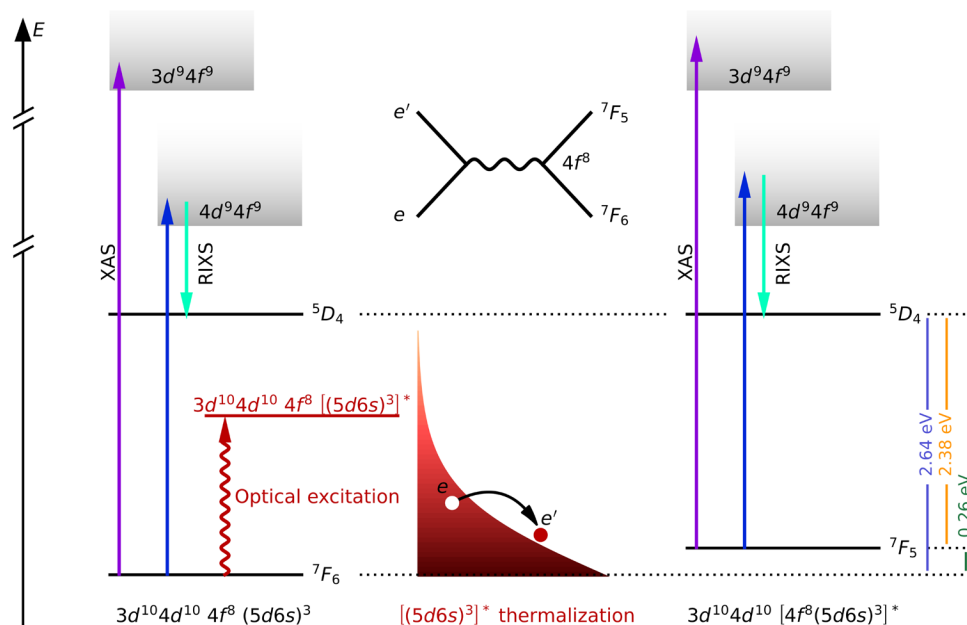 E
3d⁹4f⁹
3d⁹4f⁹
e′
⁷F₅
4f⁸
4d⁹4f⁹
4d⁹4f⁹
e
⁷F₆
XAS
RIXS
XAS
RIXS
⁵D₄
⁵D₄
3d¹⁰4d¹⁰ 4f⁸ [(5d6s)³]*
2.64 eV
2.38 eV
Optical excitation
e
e′
0.26 eV
⁷F₅
⁷F₆
3d¹⁰4d¹⁰ 4f⁸ (5d6s)³
[(5d6s)³]* thermalization
3d¹⁰4d¹⁰ [4f⁸(5d6s)³]*